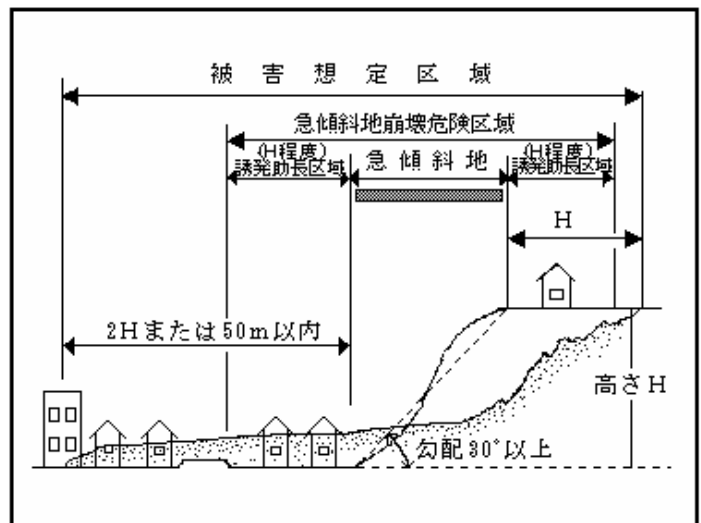 被害想定区域
急傾斜地崩壊危険区域
(H程度)
誘発助長区域
急傾斜地
(H程度)
誘発助長区域
H
2Hまたは50m以内
高さH
勾配30°以上